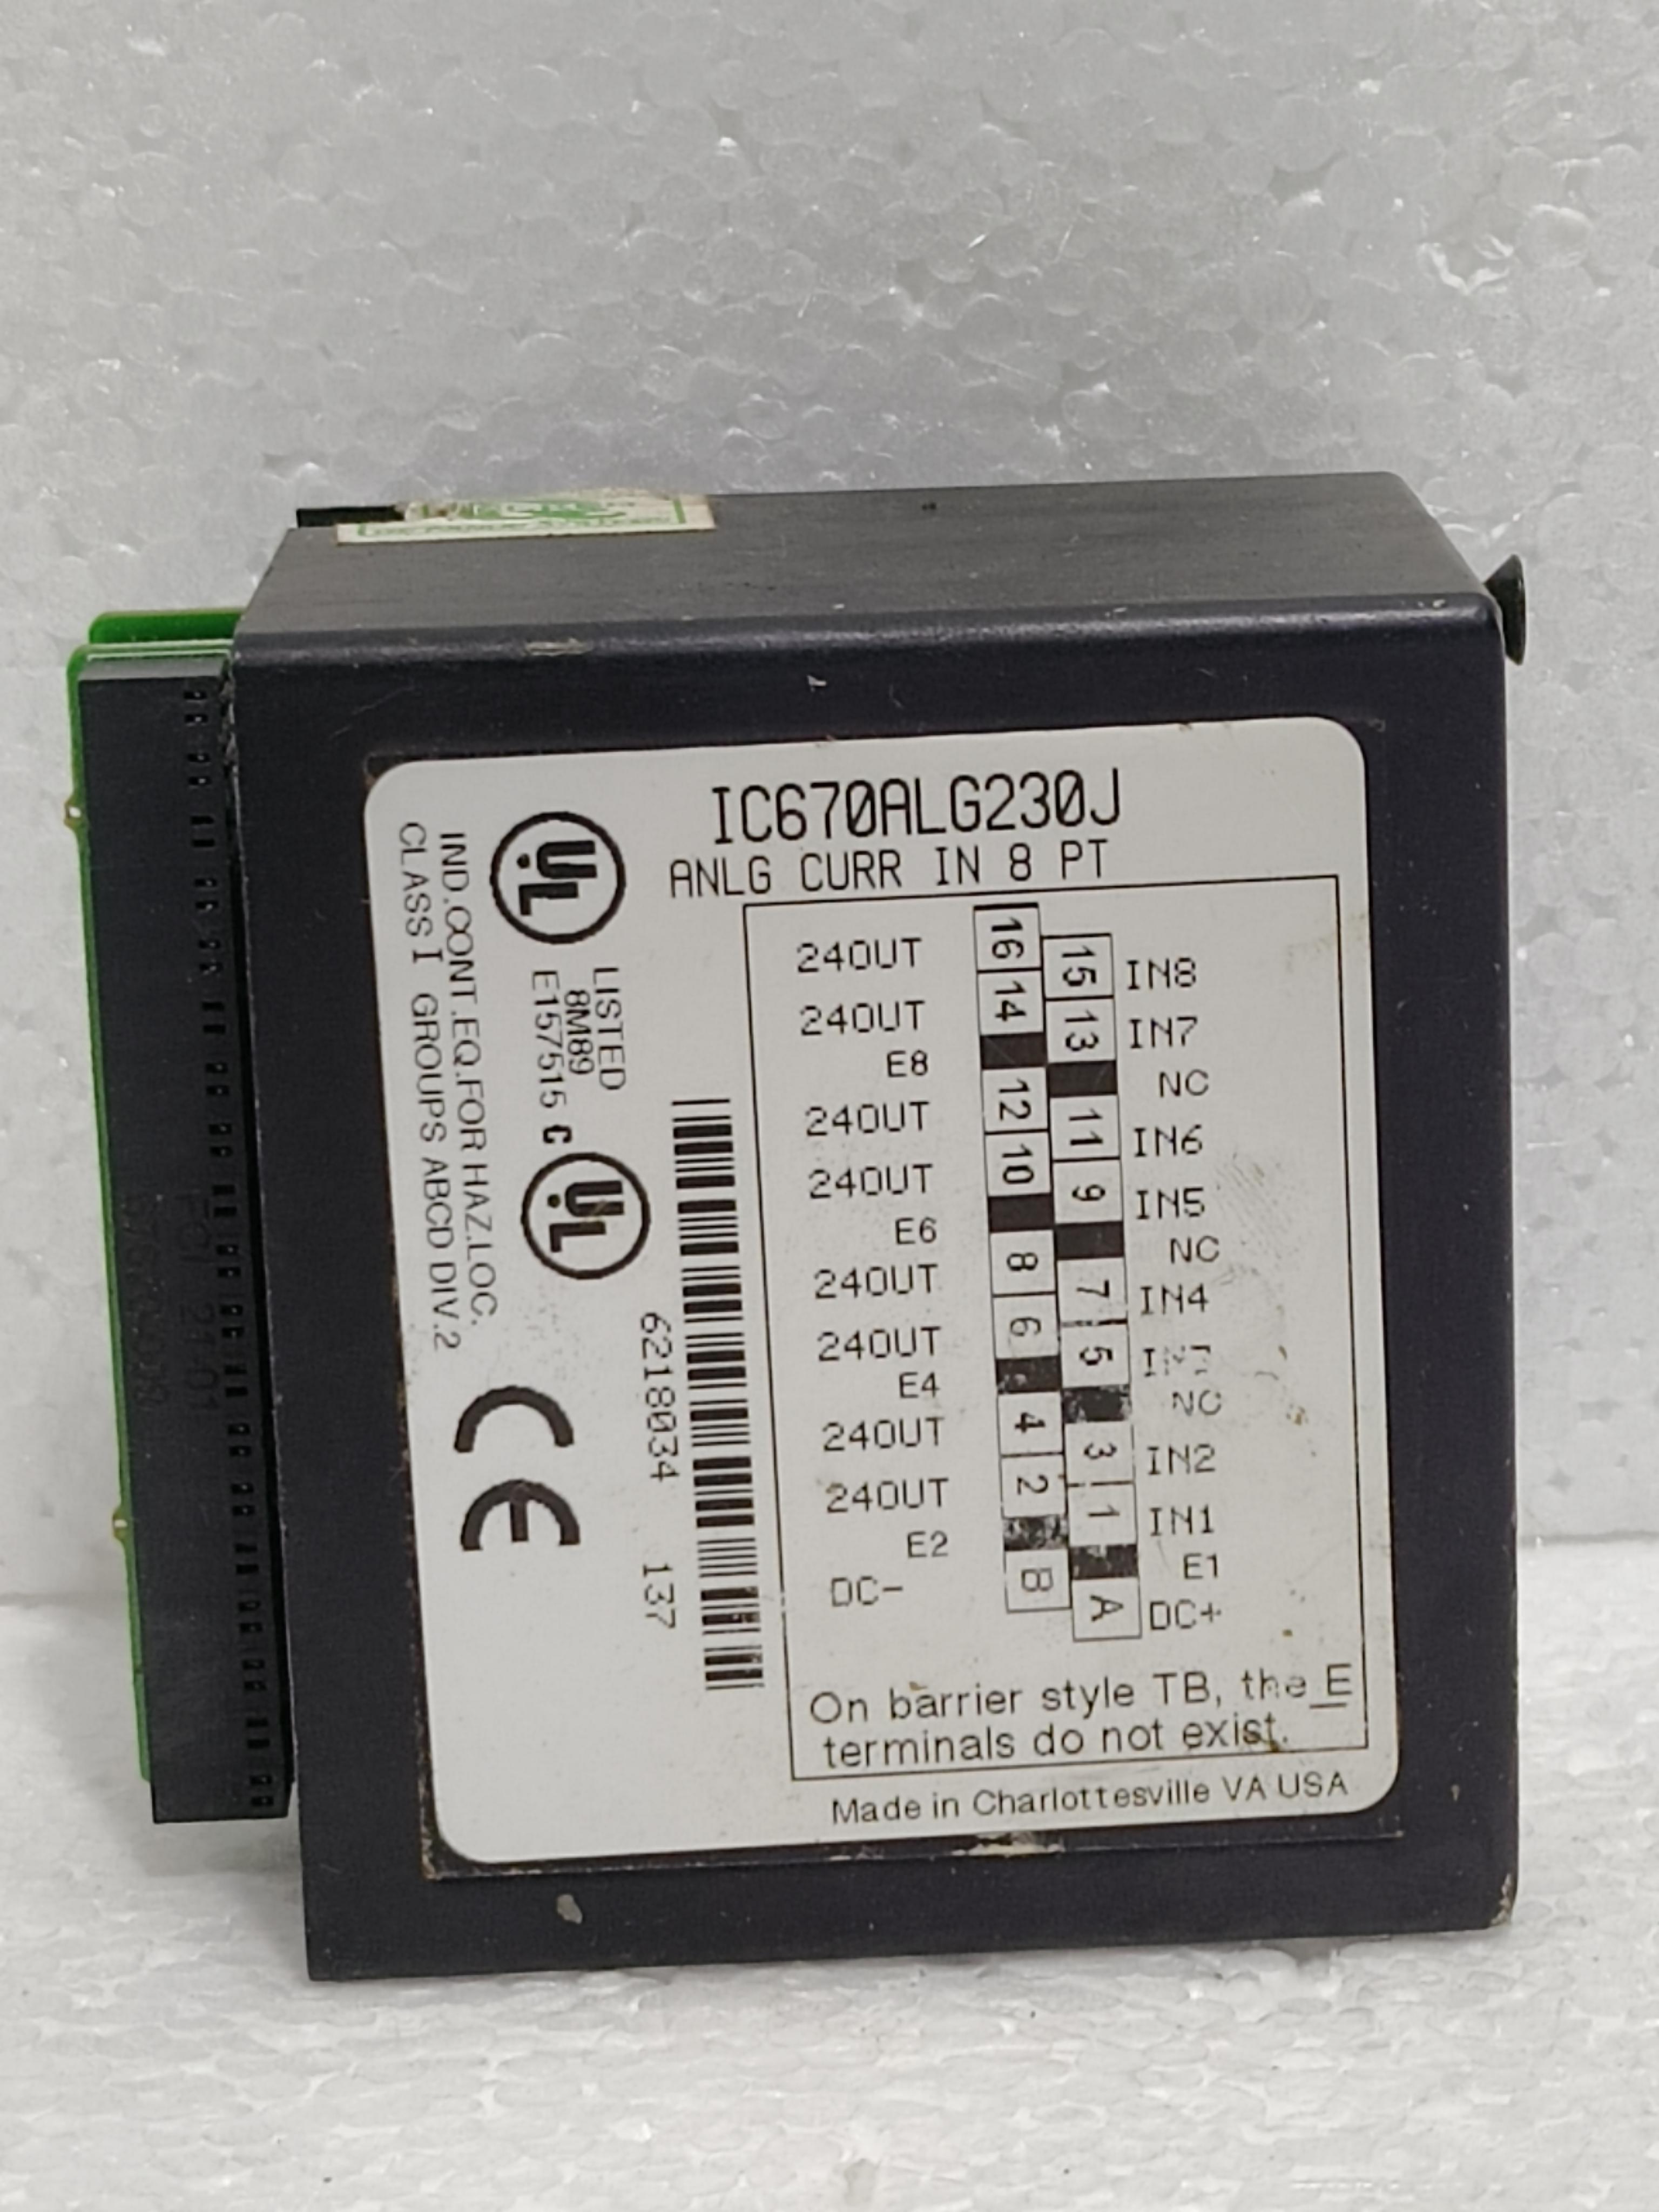 IC670ALG230J
ANLG CURR IN 8 PT
UL
LISTED
8M89
E157515
C UL
IND.CONT.EQ.FOR HAZ.LOC.
CLASS I GROUPS ABCD DIV.2
CE
6218034 137
24OUT 16 15 IN8
24OUT 14 13 IN7
E8 NC
24OUT 12 11 IN6
24OUT 10 9 IN5
E6 NC
24OUT 8 7 IN4
24OUT 6 5
E4 NC
24OUT 4 3 IN2
24OUT 2 1 IN1
E2 E1
DC- B A DC+
On barrier style TB, the E
terminals do not exist.
Made in Charlottesville VA USA